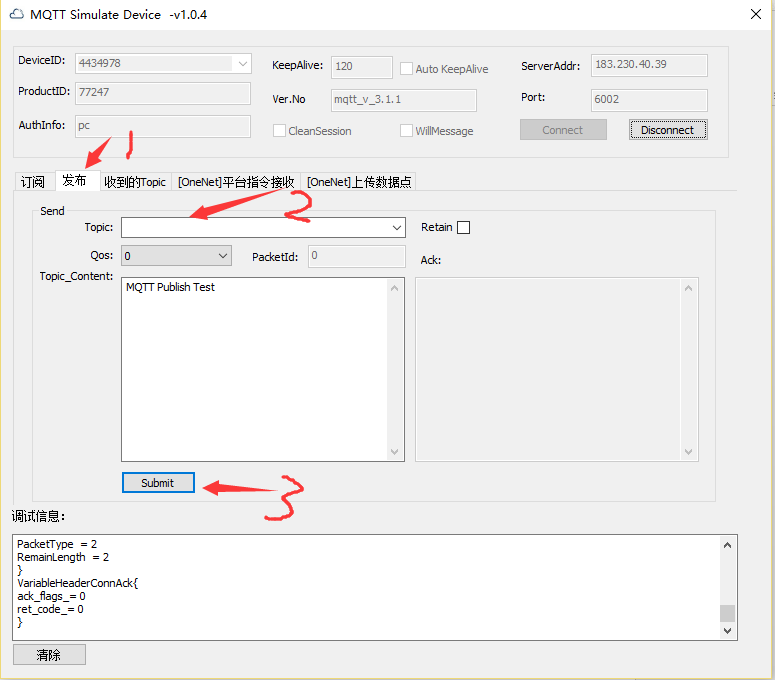 MQTT Simulate Device -v1.0.4
DeviceID: 4434978 KeepAlive: 120 Auto KeepAlive ServerAddr: 183.230.40.39
ProductID: 77247 Ver.No mqtt_v_3.1.1 Port: 6002
AuthInfo: pc CleanSession WillMessage Connect Disconnect
1
订阅 发布 收到的Topic [OneNet]平台指令接收 [OneNet]上传数据点
2
Send
Topic: Retain
Qos: 0 PacketId: 0 Ack:
Topic_Content: MQTT Publish Test
Submit
3
调试信息:
PacketType = 2
RemainLength = 2
}
VariableHeaderConnAck{
ack_flags_= 0
ret_code_= 0
}
清除